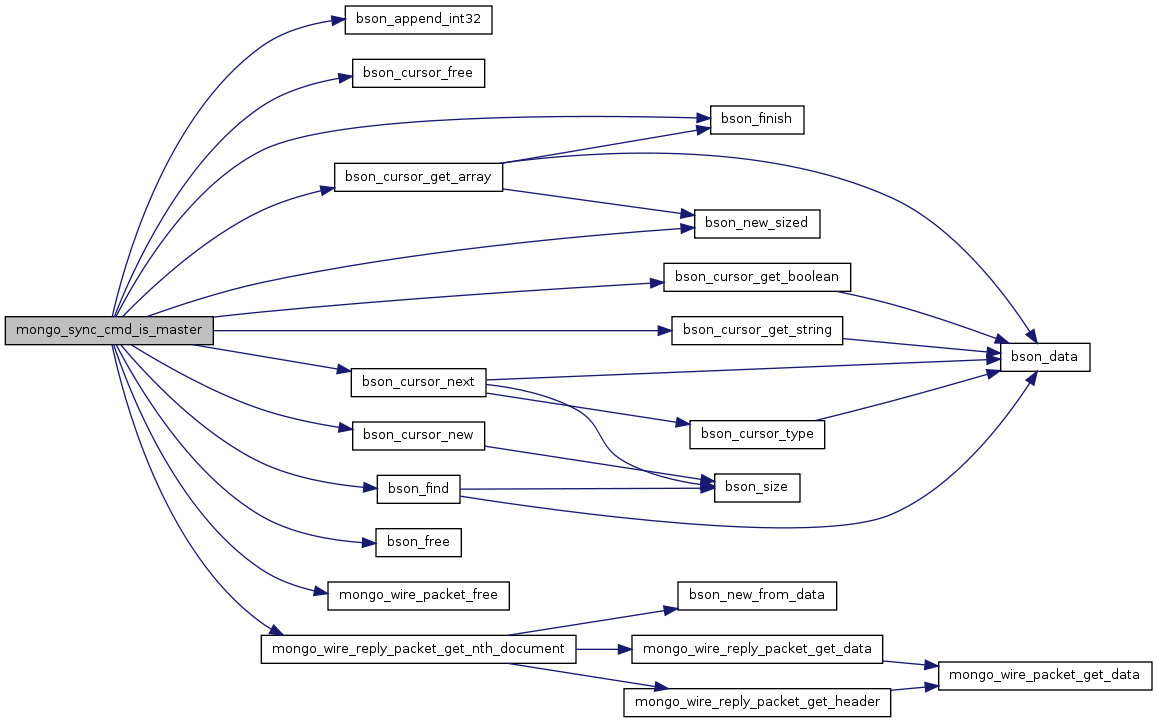 bson_append_int32
bson_cursor_free
bson_finish
bson_cursor_get_array
bson_new_sized
bson_cursor_get_boolean
mongo_sync_cmd_is_master
bson_cursor_get_string
bson_data
bson_cursor_next
bson_cursor_type
bson_cursor_new
bson_size
bson_find
bson_free
mongo_wire_packet_free
bson_new_from_data
mongo_wire_reply_packet_get_nth_document
mongo_wire_reply_packet_get_data
mongo_wire_packet_get_data
mongo_wire_reply_packet_get_header